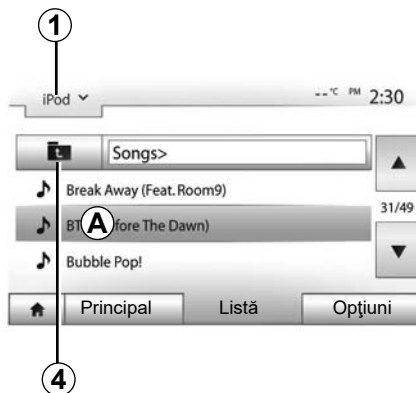 1
iPod
--°C PM 2:30
Songs>
Break Away (Feat. Room9)
31/49
A
fore The Dawn)
Bubble Pop!
Principal Listă Opţiuni
4